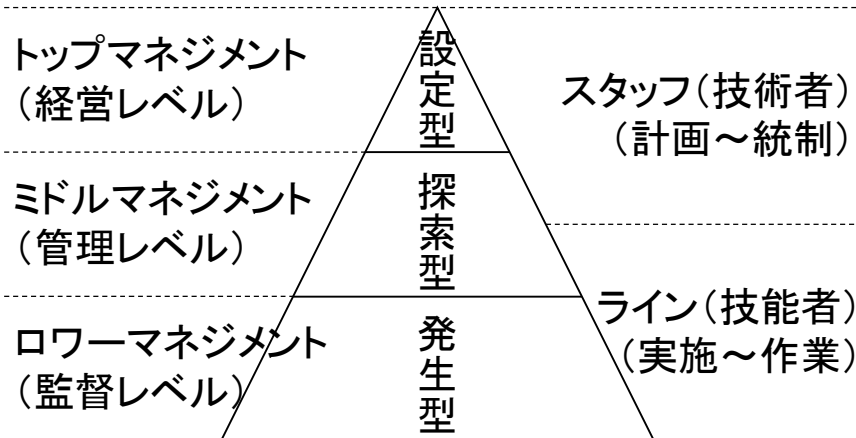 トップマネジメント
（経営レベル）
設定型
スタッフ（技術者）
（計画～統制）
ミドルマネジメント
（管理レベル）
探索型
ライン（技能者）
（実施～作業）
ロワーマネジメント
（監督レベル）
発生型